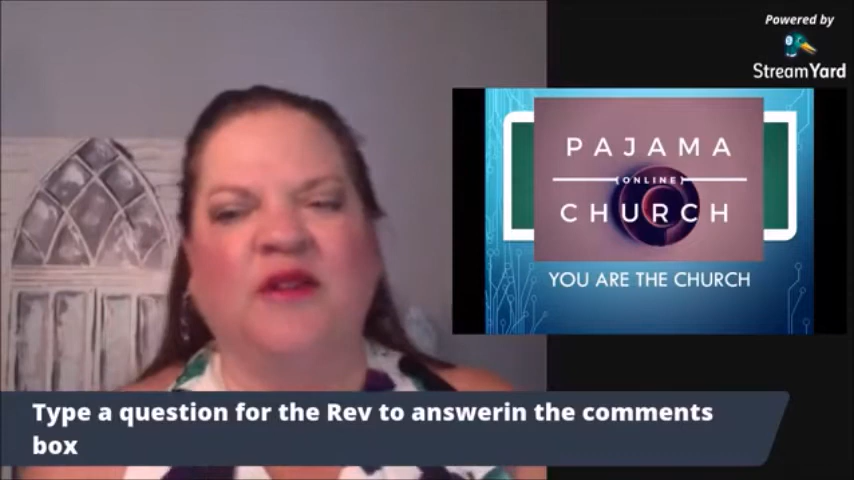 Powered by
StreamYard
PAJAMA
(ONLINE)
CHURCH
YOU ARE THE CHURCH
Type a question for the Rev to answerin the comments
box